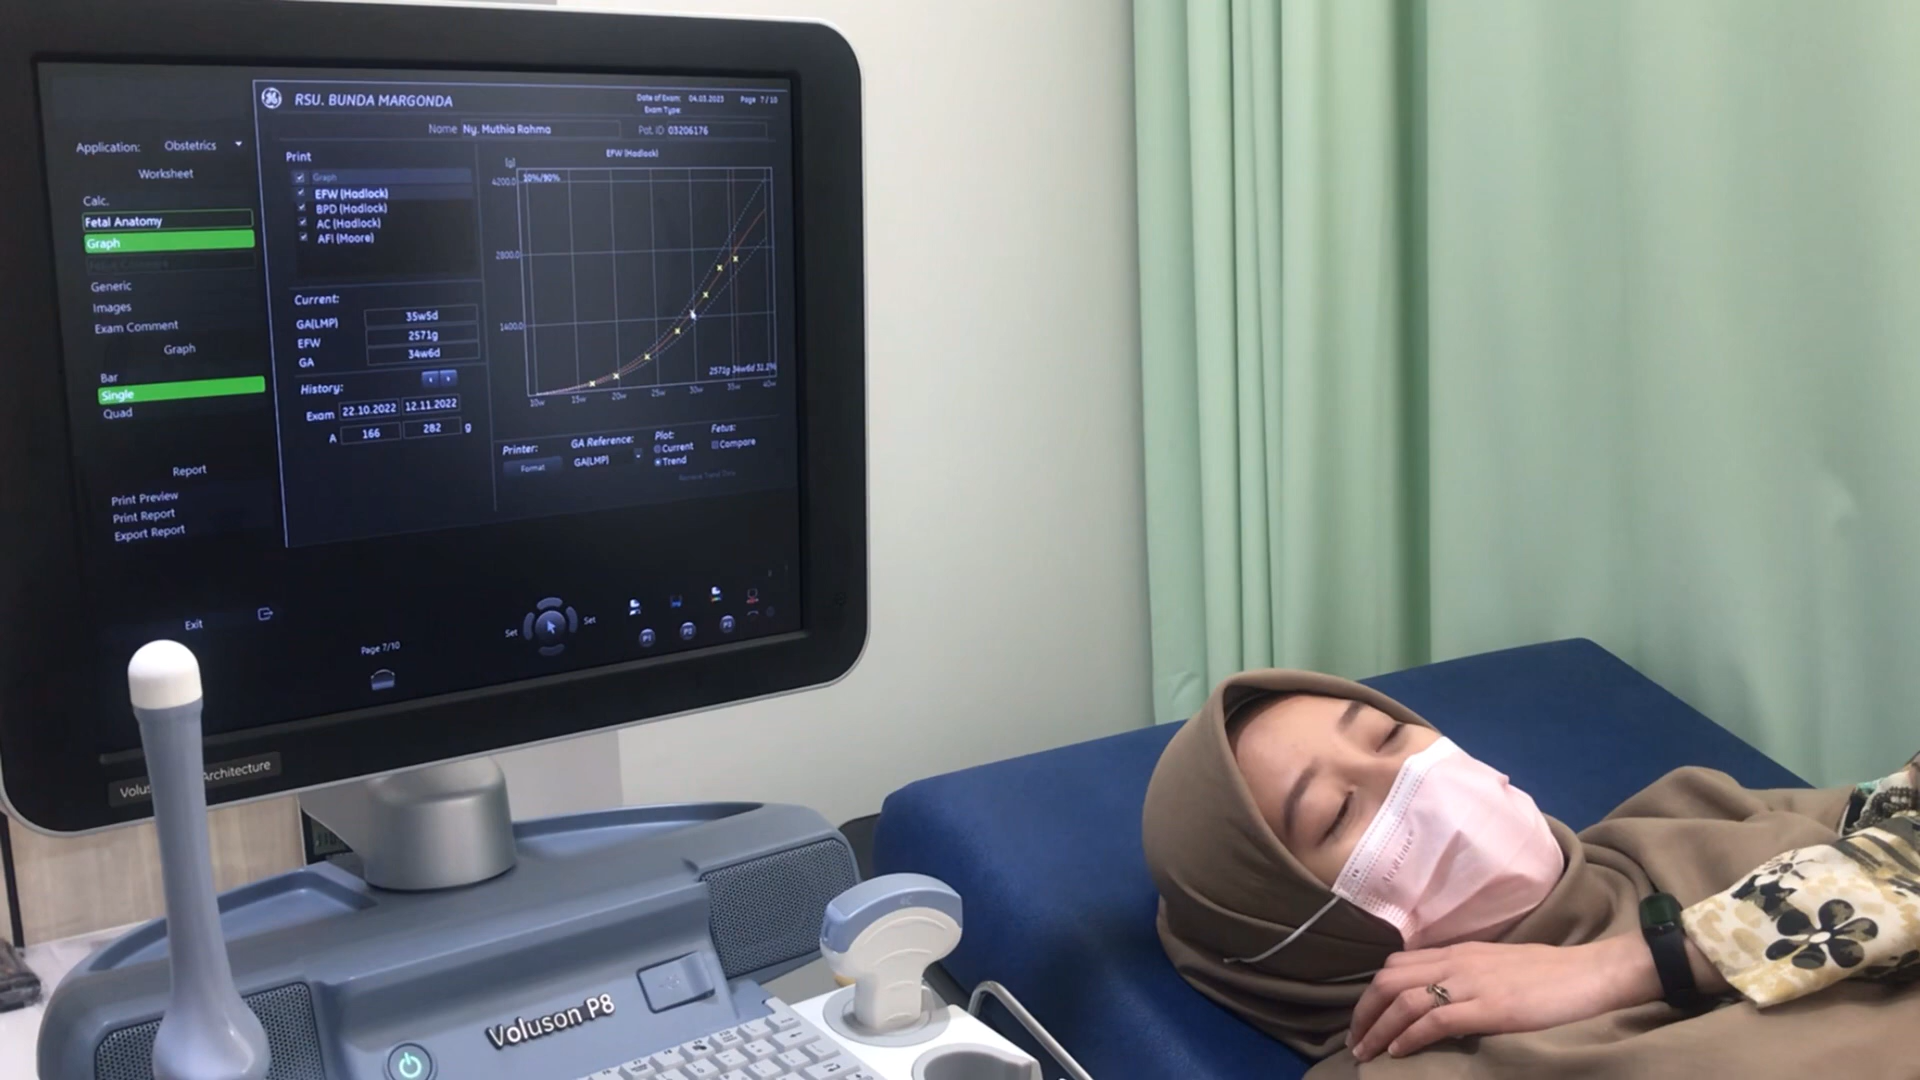 RSU. BUNDA MARGONDA
Date of Exam: 04.03.2023 Page 7/10
Exam Type:
Name Ny. Muthia Rahma Pat. ID 03206176
Application: Obstetrics
Worksheet
Calc.
Fetal Anatomy
Graph
Generic
Images
Exam Comment
Graph
Bar
Single
Quad
Report
Print Preview
Print Report
Export Report
Exit
Print
Graph
EFW (Hadlock)
BPD (Hadlock)
AC (Hadlock)
AFI (Moore)
Current:
GA(LMP) 35w5d
EFW 2571g
GA 34w6d
History:
Exam 22.10.2022 12.11.2022
A 166 282 g
EFW (Hadlock)
[g]
4200.0 10%/90%
2800.0
1400.0
2571g 34w6d 31.2%
10w 15w 20w 25w 30w 35w 40w
Printer:
Format
GA Reference:
GA(LMP)
Plot:
Current
Trend
Fetus:
Compare
Page 7/10
Set Set
P1 P2 P3
Architecture
Voluson P8